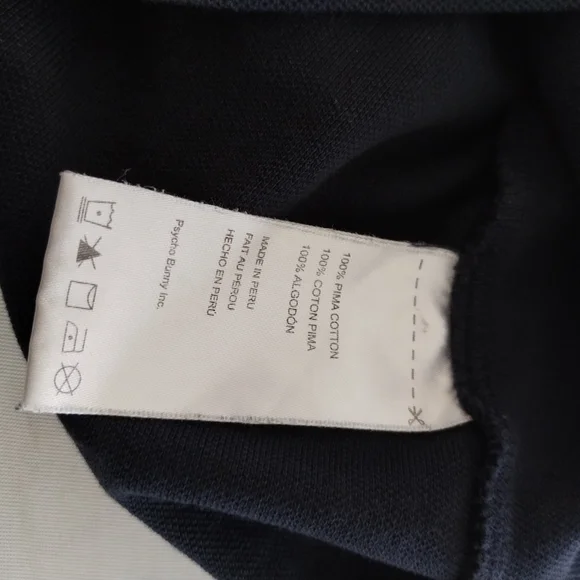 100% PIMA COTTON
100% COTON PIMA
100% ALGODÓN
MADE IN PERU
FAIT AU PEROU
HECHO EN PERÚ
Psycho Bunny Inc.